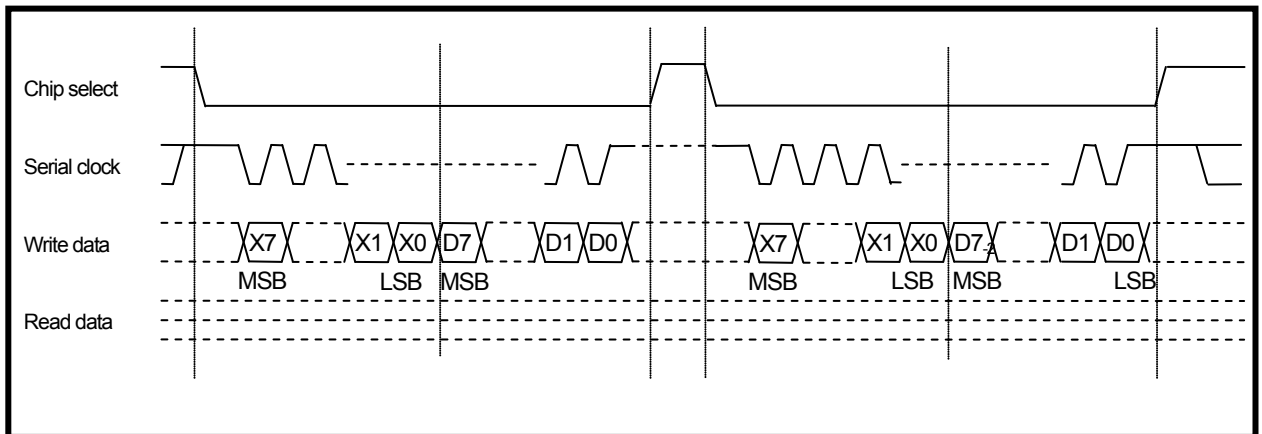 Chip select
Serial clock
Write data X7 X1 X0 D7 D1 D0 X7 X1 X0 D7-2 D1 D0
MSB LSB MSB MSB LSB MSB LSB
Read data